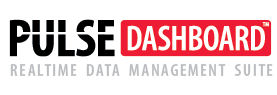 PULSE DASHBOARD™
REALTIME DATA MANAGEMENT SUITE